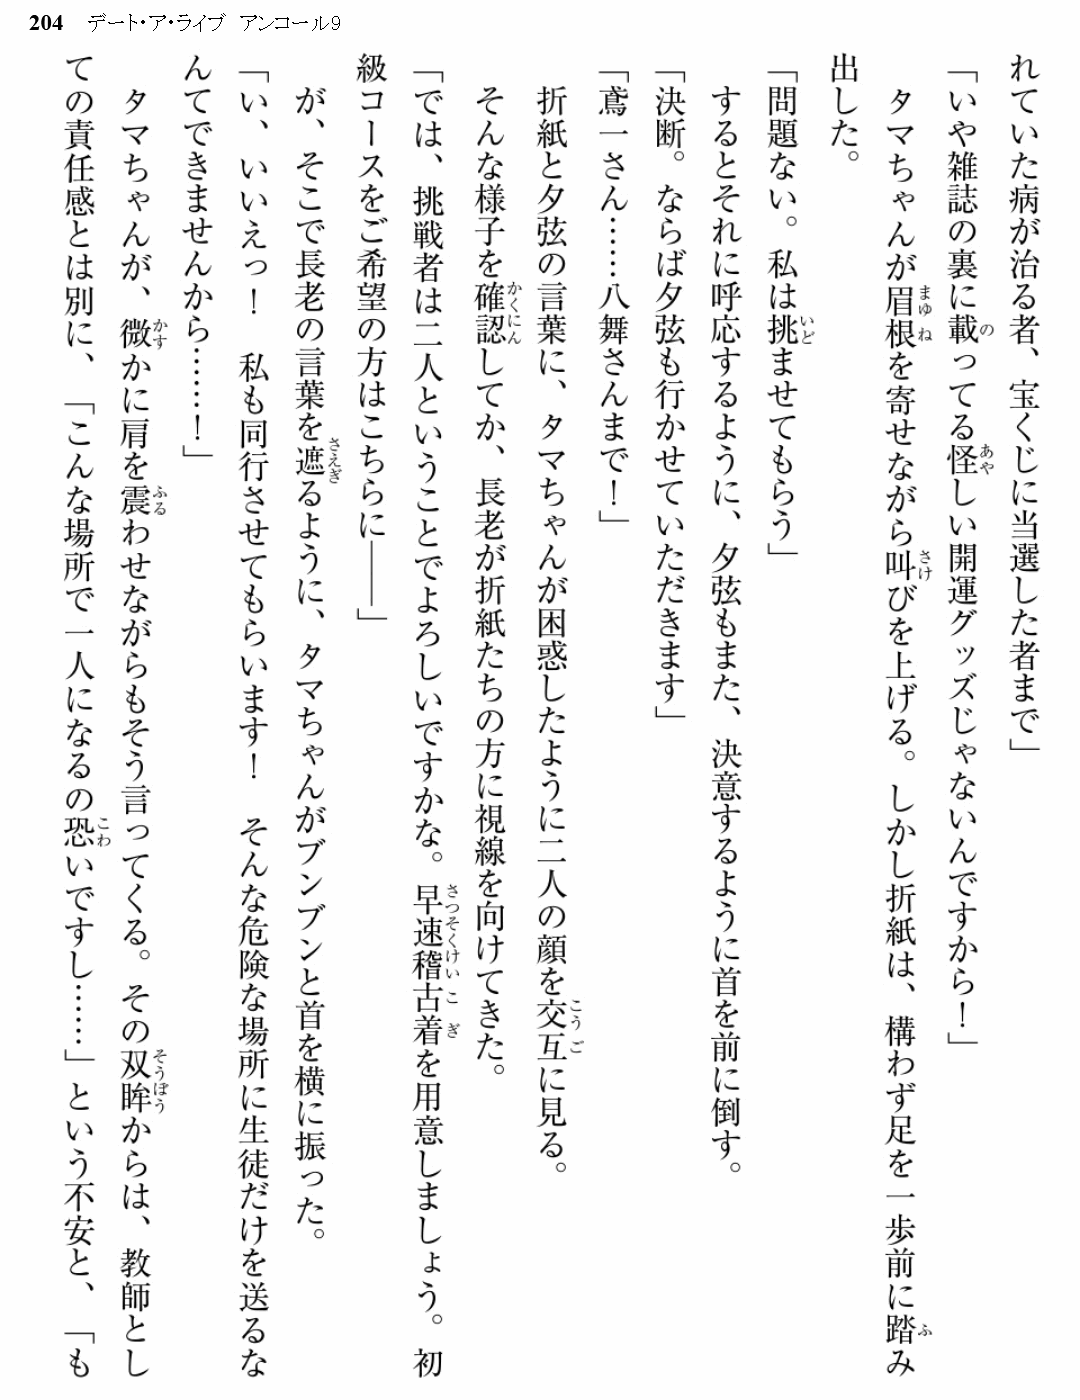 204 デート・ア・ライブ アンコール9
れていた病が治る者、宝くじに当選した者まで」
「いや雑誌の裏に載ってる怪しい開運グッズじゃないんですから！」
タマちゃんが眉根を寄せながら叫びを上げる。しかし折紙は、構わず足を一歩前に踏み
出した。
「問題ない。私は挑ませてもらう」
するとそれに呼応するように、夕弦もまた、決意するように首を前に倒す。
「決断。ならば夕弦も行かせていただきます」
「鳶一さん……八舞さんまで！」
折紙と夕弦の言葉に、タマちゃんが困惑したように二人の顔を交互に見る。
そんな様子を確認してか、長老が折紙たちの方に視線を向けてきた。
「では、挑戦者は二人ということでよろしいですかな。早速稽古着を用意しましょう。初
級コースをご希望の方はこちらに――」
が、そこで長老の言葉を遮るように、タマちゃんがブンブンと首を横に振った。
「い、いいえっ！　私も同行させてもらいます！　そんな危険な場所に生徒だけを送るな
んてできませんから……！」
タマちゃんが、微かに肩を震わせながらもそう言ってくる。その双眸からは、教師とし
ての責任感とは別に、「こんな場所で一人になるの恐いですし……」という不安と、「も